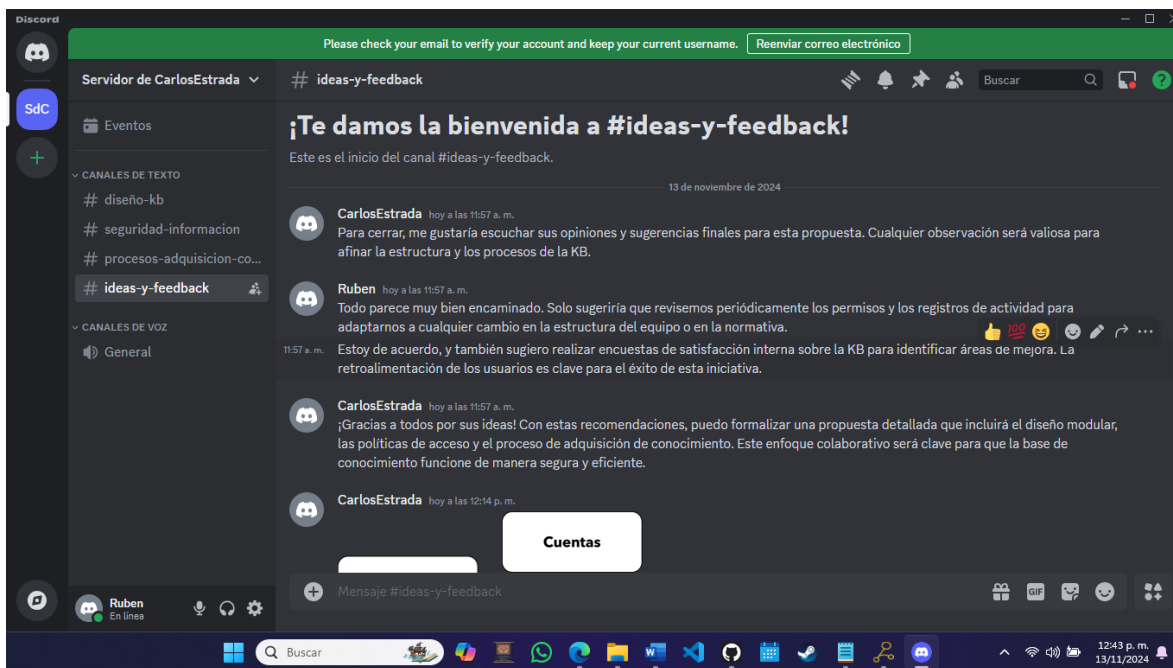 Discord
Please check your email to verify your account and keep your current username.
Reenviar correo electrónico
SdC
Servidor de CarlosEstrada
ideas-y-feedback
Buscar
Eventos
CANALES DE TEXTO
diseño-kb
seguridad-informacion
procesos-adquisicion-co...
ideas-y-feedback
CANALES DE VOZ
General
¡Te damos la bienvenida a #ideas-y-feedback!
Este es el inicio del canal #ideas-y-feedback.
13 de noviembre de 2024
CarlosEstrada hoy a las 11:57 a. m.
Para cerrar, me gustaría escuchar sus opiniones y sugerencias finales para esta propuesta. Cualquier observación será valiosa para
afinar la estructura y los procesos de la KB.
Ruben hoy a las 11:57 a. m.
Todo parece muy bien encaminado. Solo sugeriría que revisemos periódicamente los permisos y los registros de actividad para
adaptarnos a cualquier cambio en la estructura del equipo o en la normativa.
11:57 a. m.
Estoy de acuerdo, y también sugiero realizar encuestas de satisfacción interna sobre la KB para identificar áreas de mejora. La
retroalimentación de los usuarios es clave para el éxito de esta iniciativa.
CarlosEstrada hoy a las 11:57 a. m.
¡Gracias a todos por sus ideas! Con estas recomendaciones, puedo formalizar una propuesta detallada que incluirá el diseño modular,
las políticas de acceso y el proceso de adquisición de conocimiento. Este enfoque colaborativo será clave para que la base de
conocimiento funcione de manera segura y eficiente.
CarlosEstrada hoy a las 12:14 p. m.
Cuentas
Mensaje #ideas-y-feedback
GIF
Ruben
En línea
Buscar
12:43 p. m.
13/11/2024